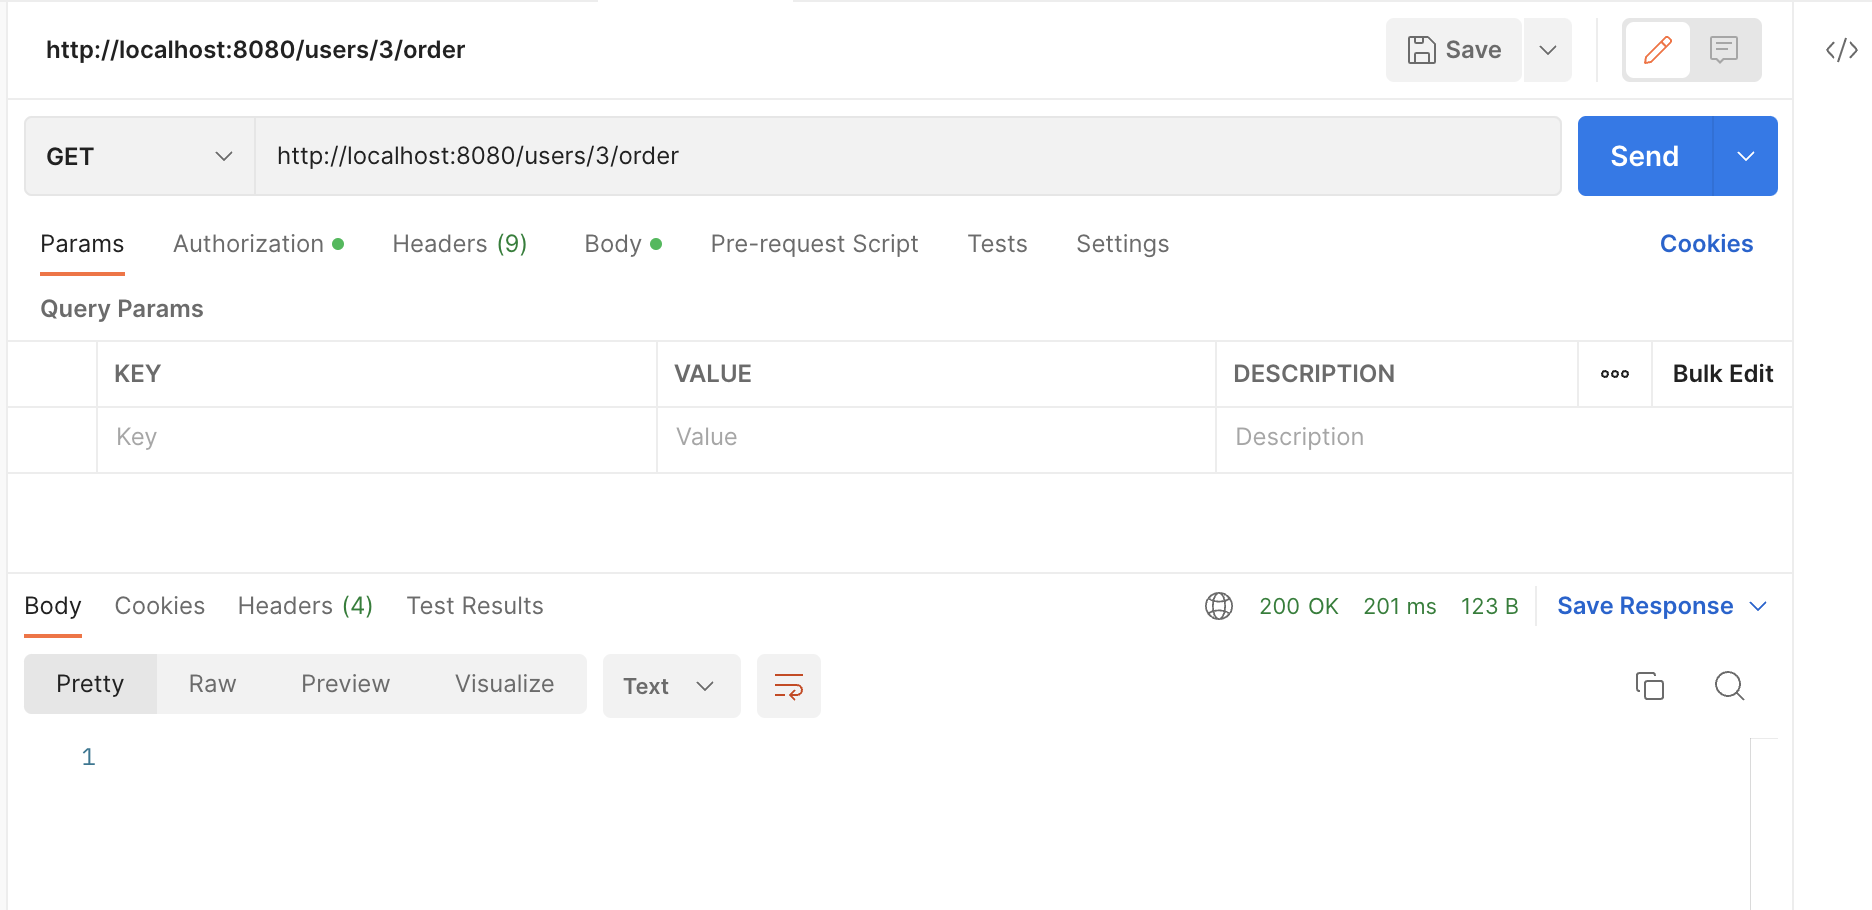 http://localhost:8080/users/3/order Save
GET http://localhost:8080/users/3/order Send
Params Authorization Headers (9) Body Pre-request Script Tests Settings Cookies
Query Params
KEY VALUE DESCRIPTION ooo Bulk Edit
Key Value Description
Body Cookies Headers (4) Test Results 200 OK 201 ms 123 B Save Response
Pretty Raw Preview Visualize Text
1